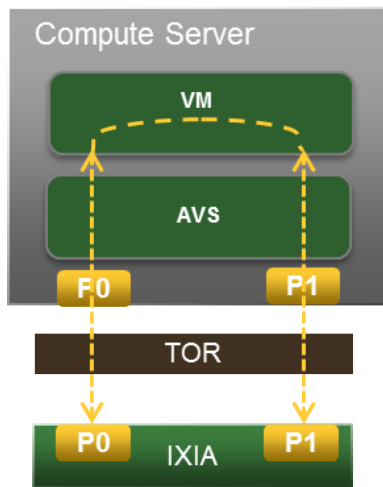 Compute Server
VM
AVS
P0 P1
TOR
P0 IXIA P1